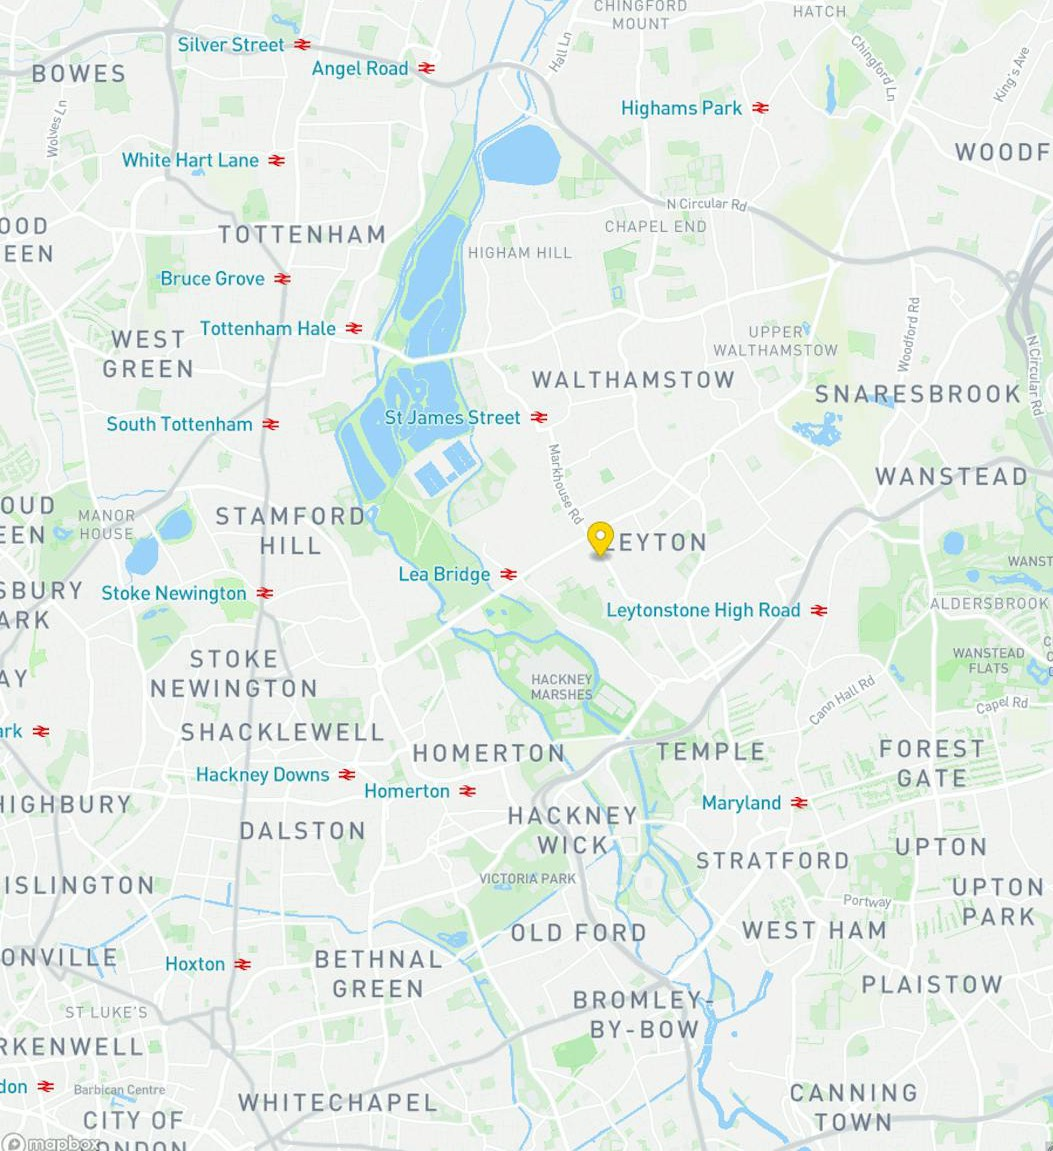 CHINGFORD
MOUNT
HATCH
Silver Street
Hall Ln
Chingford Ln
King's Ave
Angel Road
BOWES
Wolves Ln
Highams Park
White Hart Lane
WOODF
N Circular Rd
OOD
EEN
TOTTENHAM
CHAPEL END
HIGHAM HILL
Bruce Grove
Tottenham Hale
WEST
GREEN
UPPER
WALTHAMSTOW
Woodford Rd
N Circular Rd
WALTHAMSTOW
SNARESBROOK
St James Street
South Tottenham
Markhouse Rd
WANSTEAD
OUD
EEN
MANOR
HOUSE
STAMFORD
HILL
LEYTON
WANST
Lea Bridge
SBURY
ARK
Stoke Newington
Leytonstone High Road
ALDERSBROOK
STOKE
NEWINGTON
WANSTEAD
FLATS
AY
HACKNEY
MARSHES
Cann Hall Rd
Capel Rd
ark
SHACKLEWELL
HOMERTON
TEMPLE
FOREST
GATE
Hackney Downs
Homerton
HIGHBURY
Maryland
DALSTON
HACKNEY
WICK
STRATFORD
UPTON
ISLINGTON
VICTORIA PARK
UPTON
PARK
Portway
OLD FORD
WEST HAM
ONVILLE
Hoxton
BETHNAL
GREEN
PLAISTOW
ST LUKE'S
BROMLEY-
BY-BOW
RKENWELL
don
Barbican Centre
WHITECHAPEL
CANNING
TOWN
CITY OF
LONDON
mapbox